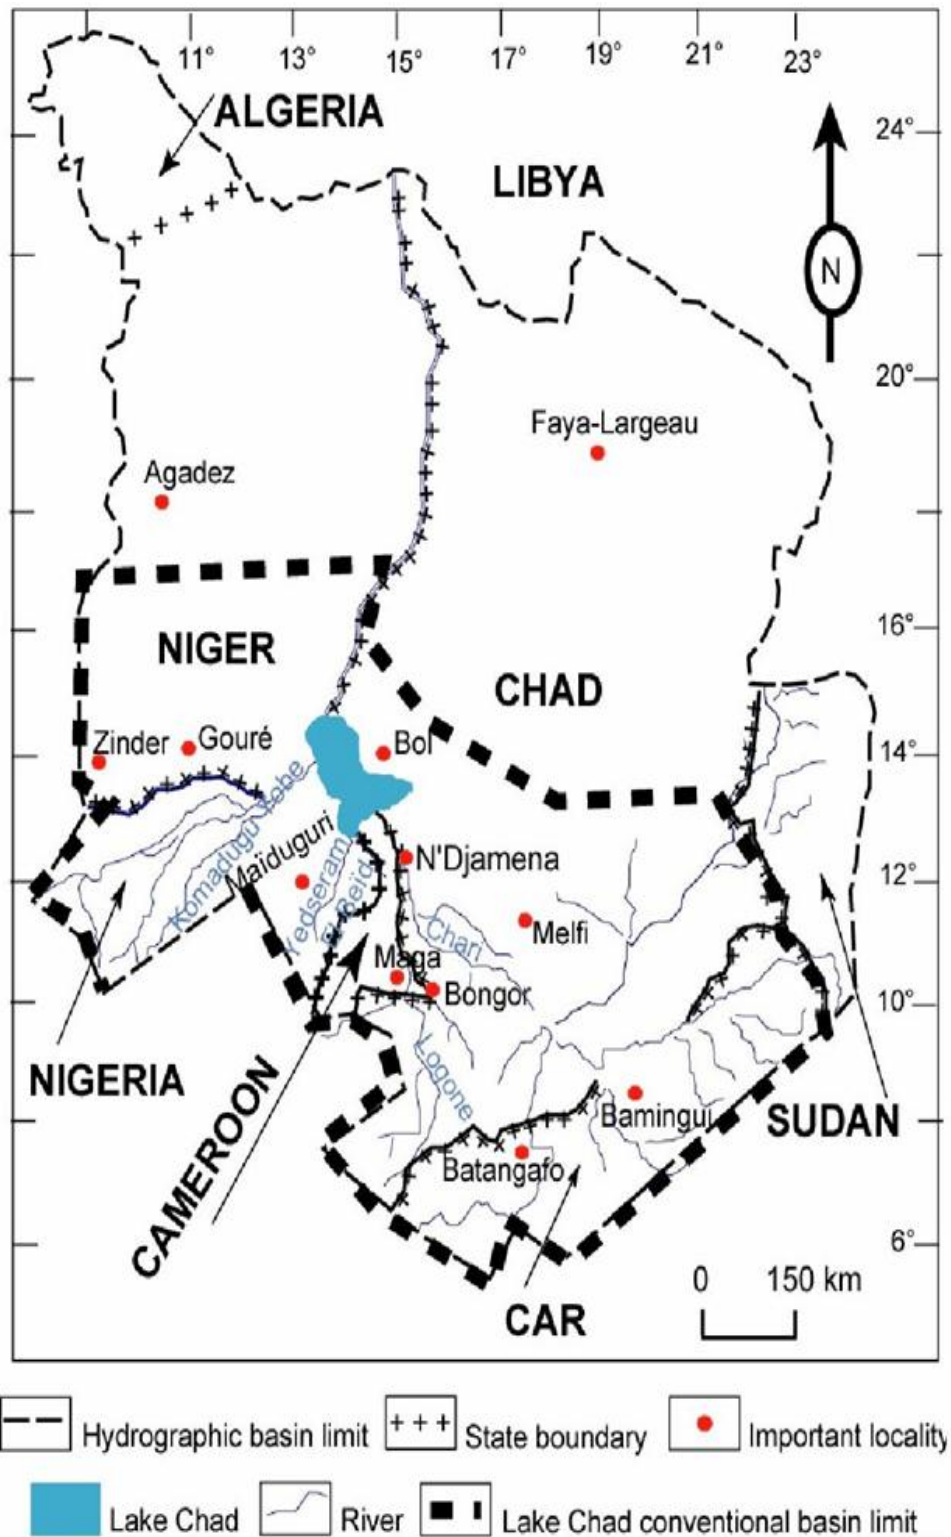 11° 13° 15° 17° 19° 21° 23°
ALGERIA
24°
LIBYA
N
20°
Faya-Largeau
Agadez
16°
NIGER
CHAD
Zinder
Gouré
Bol
14°
Komadugu Yobe
Maiduguri
N'Djamena
12°
Yedseram
El Beid
Chari
Melfi
Maga
Bongor
10°
NIGERIA
Logone
CAMEROON
Bamingui
SUDAN
Batangafo
6°
0 150 km
CAR
Hydrographic basin limit
State boundary
Important locality
Lake Chad
River
Lake Chad conventional basin limit